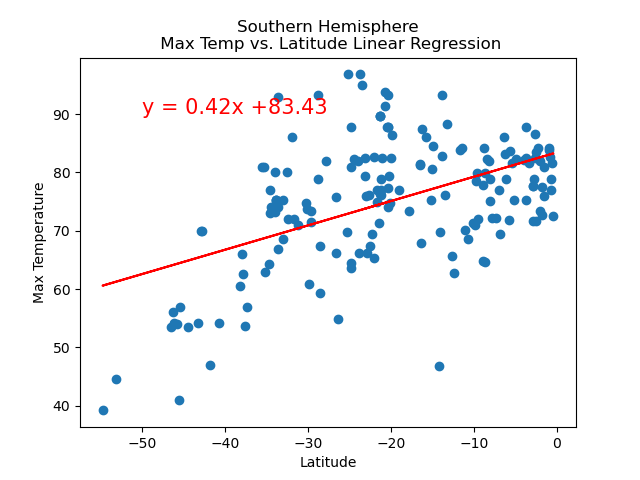 Southern Hemisphere
Max Temp vs. Latitude Linear Regression
y = 0.42x +83.43
90
80
70
60
50
40
Max Temperature
−50
−40
−30
−20
−10
0
Latitude